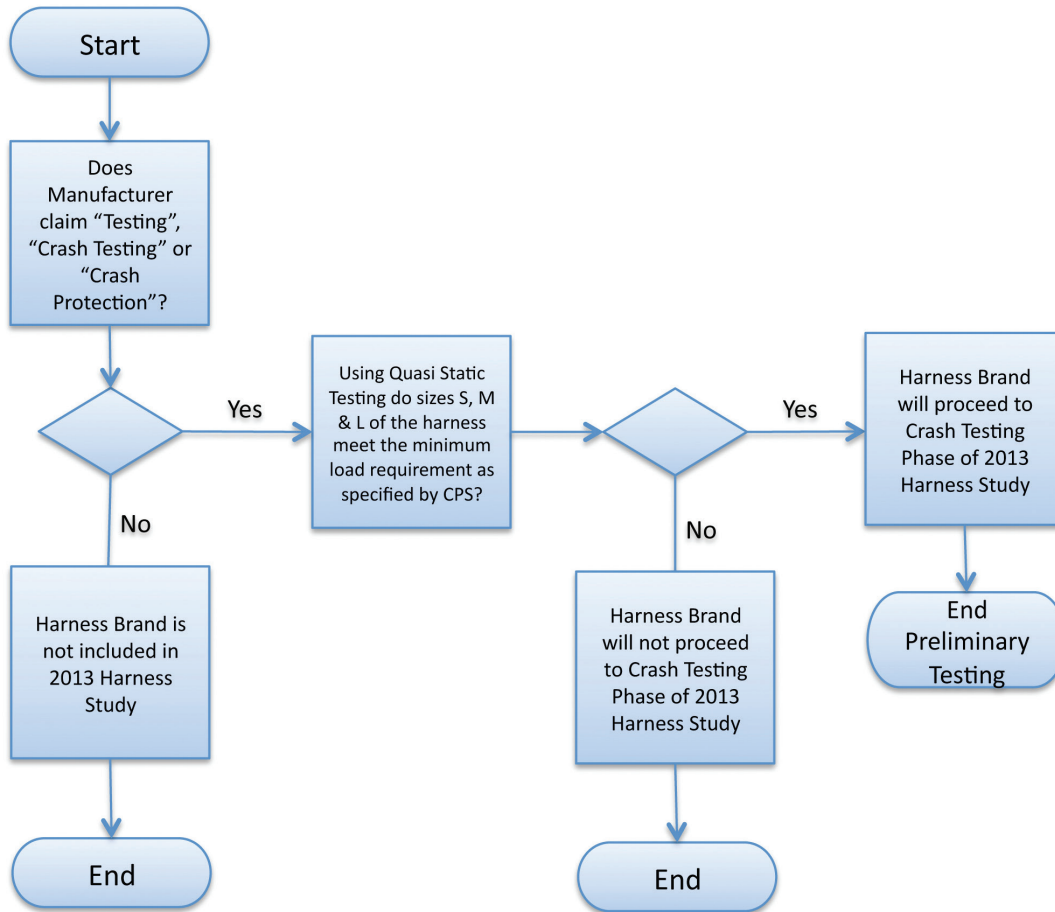 Start
Does
Manufacturer
claim “Testing”,
“Crash Testing” or
“Crash
Protection”?
Yes
No
Harness Brand is
not included in
2013 Harness
Study
End
Using Quasi Static
Testing do sizes S, M
& L of the harness
meet the minimum
load requirement as
specified by CPS?
Yes
No
Harness Brand
will not proceed
to Crash Testing
Phase of 2013
Harness Study
End
Harness Brand
will proceed to
Crash Testing
Phase of 2013
Harness Study
End
Preliminary
Testing